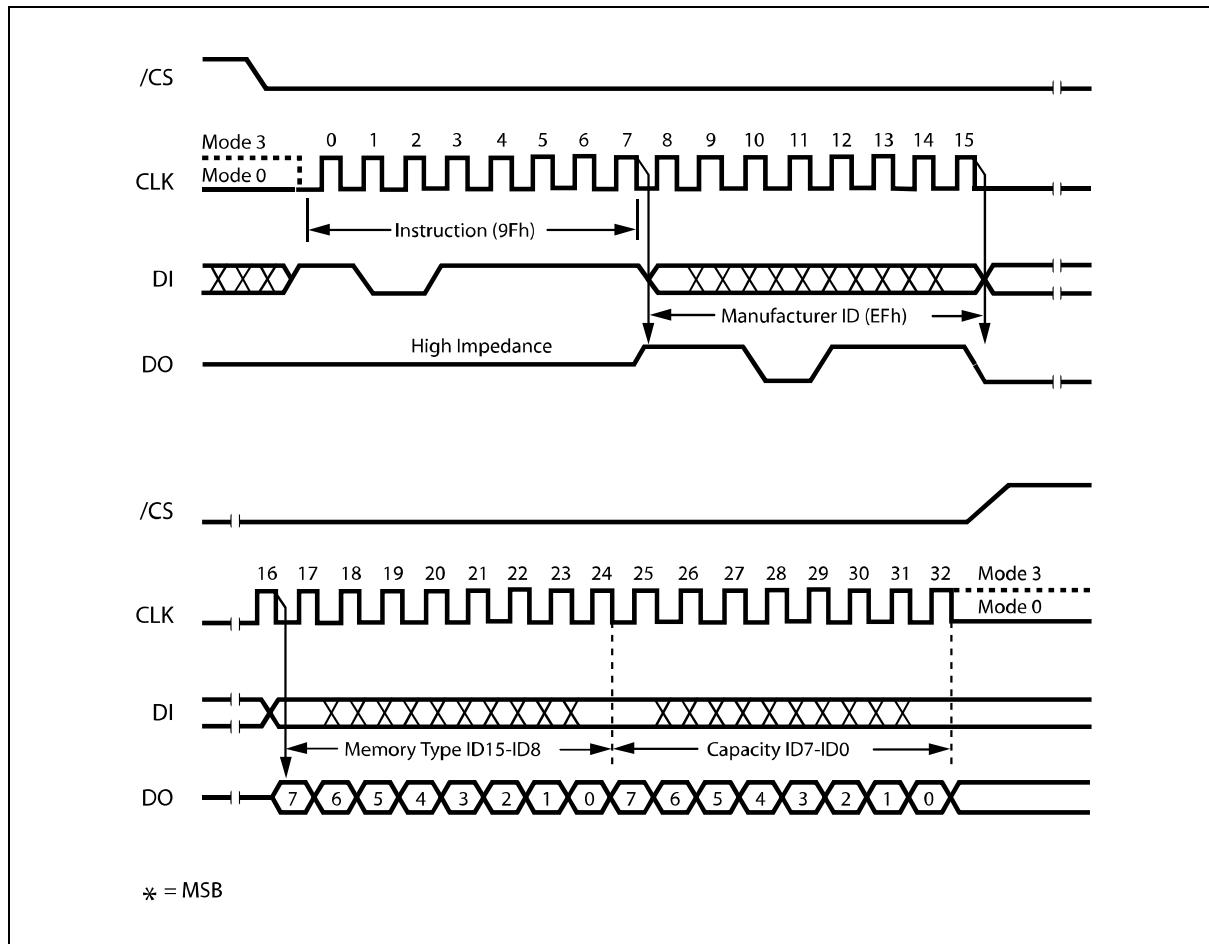 /CS
Mode 3
0 1 2 3 4 5 6 7 8 9 10 11 12 13 14 15
Mode 0
CLK
Instruction (9Fh)
DI
Manufacturer ID (EFh)
High Impedance
DO
/CS
16 17 18 19 20 21 22 23 24 25 26 27 28 29 30 31 32
Mode 3
Mode 0
CLK
DI
Memory Type ID15-ID8
Capacity ID7-ID0
DO
7 6 5 4 3 2 1 0 7 6 5 4 3 2 1 0
* = MSB